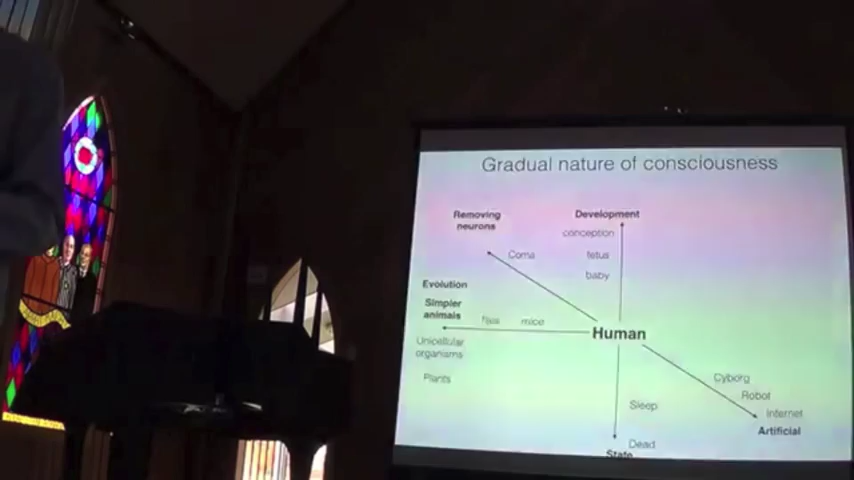 Gradual nature of consciousness
Removing
neurons
Development
conception
Coma
fetus
baby
Evolution
Simpler
animals
flies
mice
Human
Unicellular
organisms
Plants
Cyborg
Robot
Sleep
Internet
Artificial
Dead
State